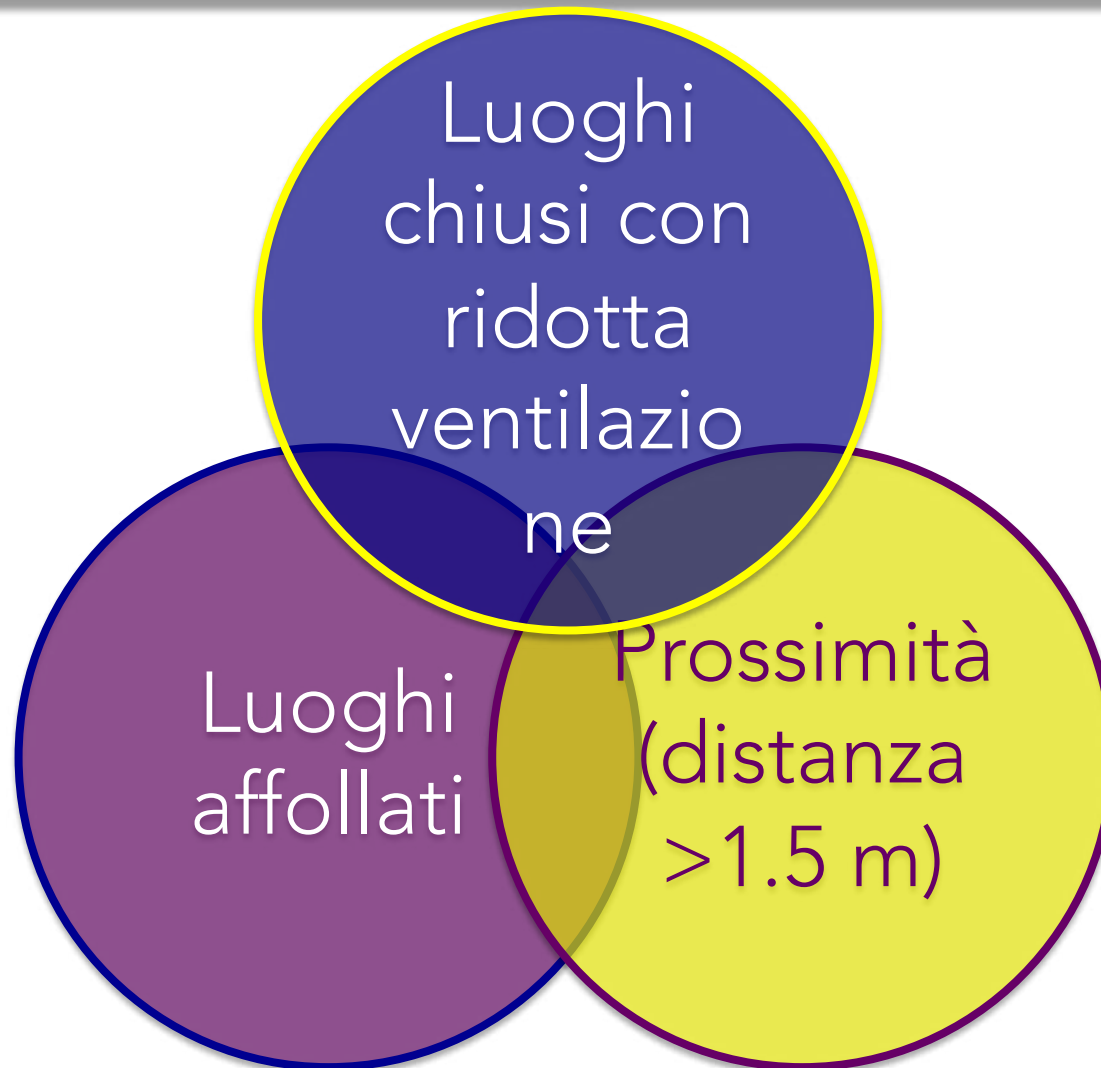 Luoghi
chiusi con
ridotta
ventilazio
ne
Luoghi
affollati
Prossimità
(distanza
>1.5 m)